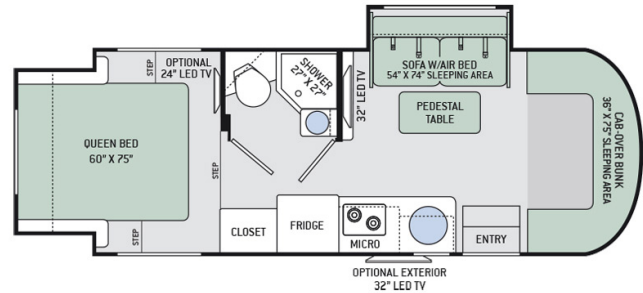 STEP
OPTIONAL
24" LED TV
SHOWER
27" X 27"
32" LED TV
SOFA W/AIR BED
54" X 74" SLEEPING AREA
PEDESTAL
TABLE
CAB-OVER BUNK
36" X 75" SLEEPING AREA
QUEEN BED
60" X 75"
STEP
STEP
CLOSET
FRIDGE
MICRO
ENTRY
OPTIONAL EXTERIOR
32" LED TV